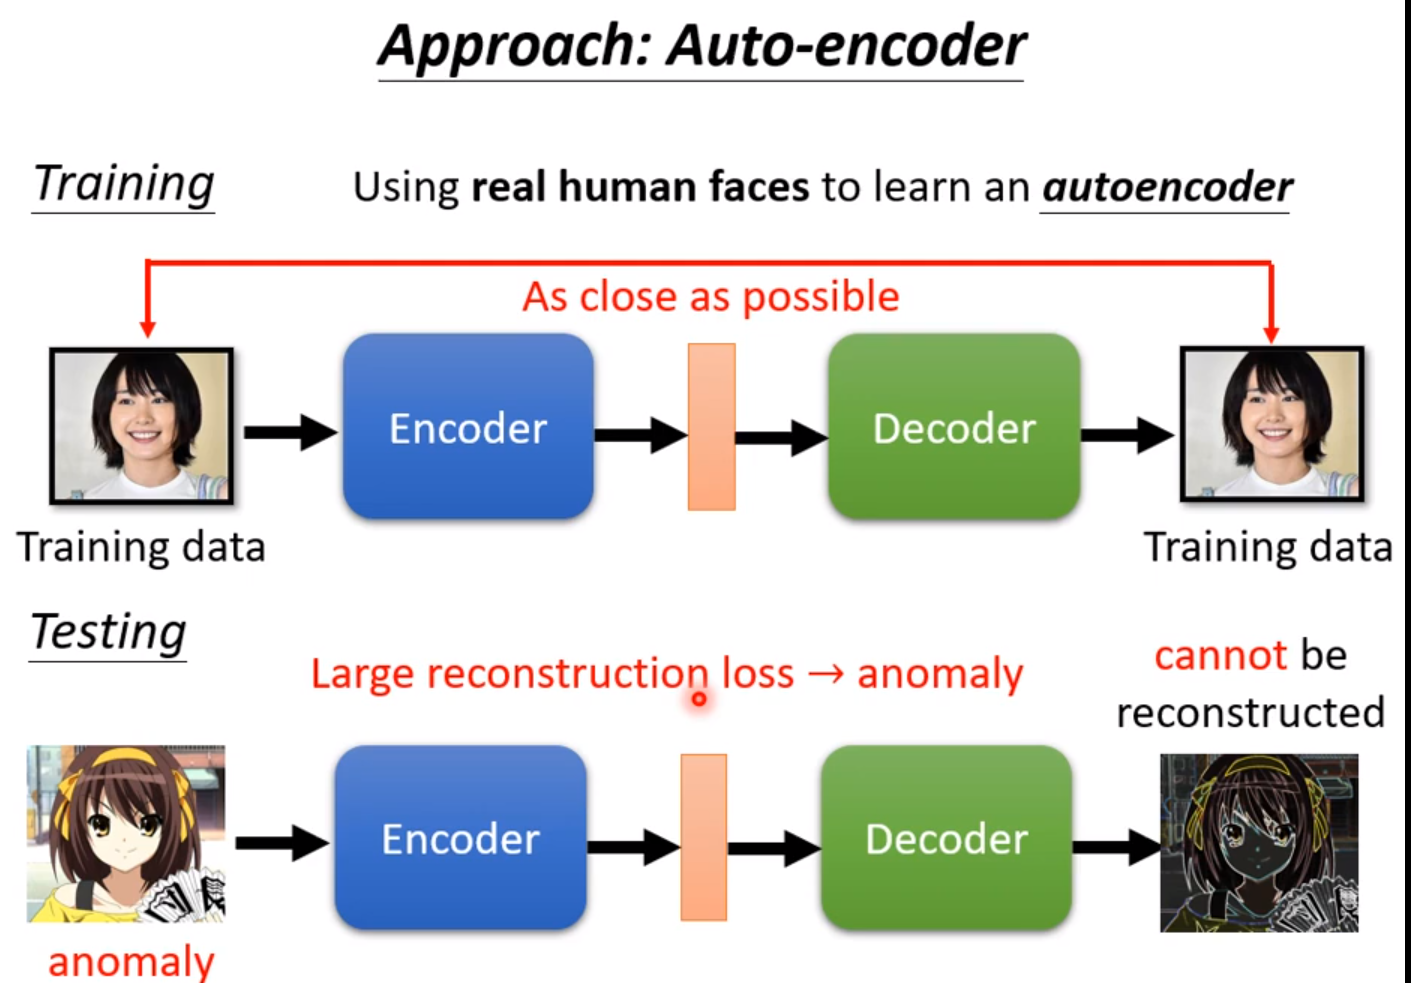 Approach: Auto-encoder
Training
Using real human faces to learn an autoencoder
As close as possible
Encoder
Decoder
Training data
Training data
Testing
Large reconstruction loss → anomaly
cannot be
reconstructed
Encoder
Decoder
anomaly